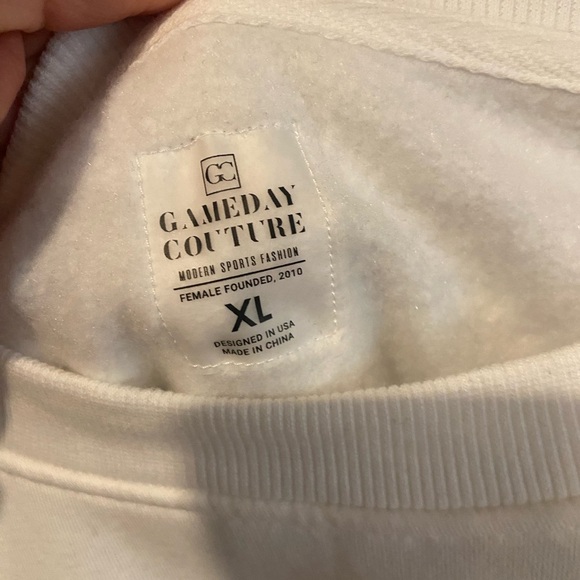 GC
GAMEDAY
COUTURE
MODERN SPORTS FASHION
FEMALE FOUNDED, 2010
XL
DESIGNED IN USA
MADE IN CHINA